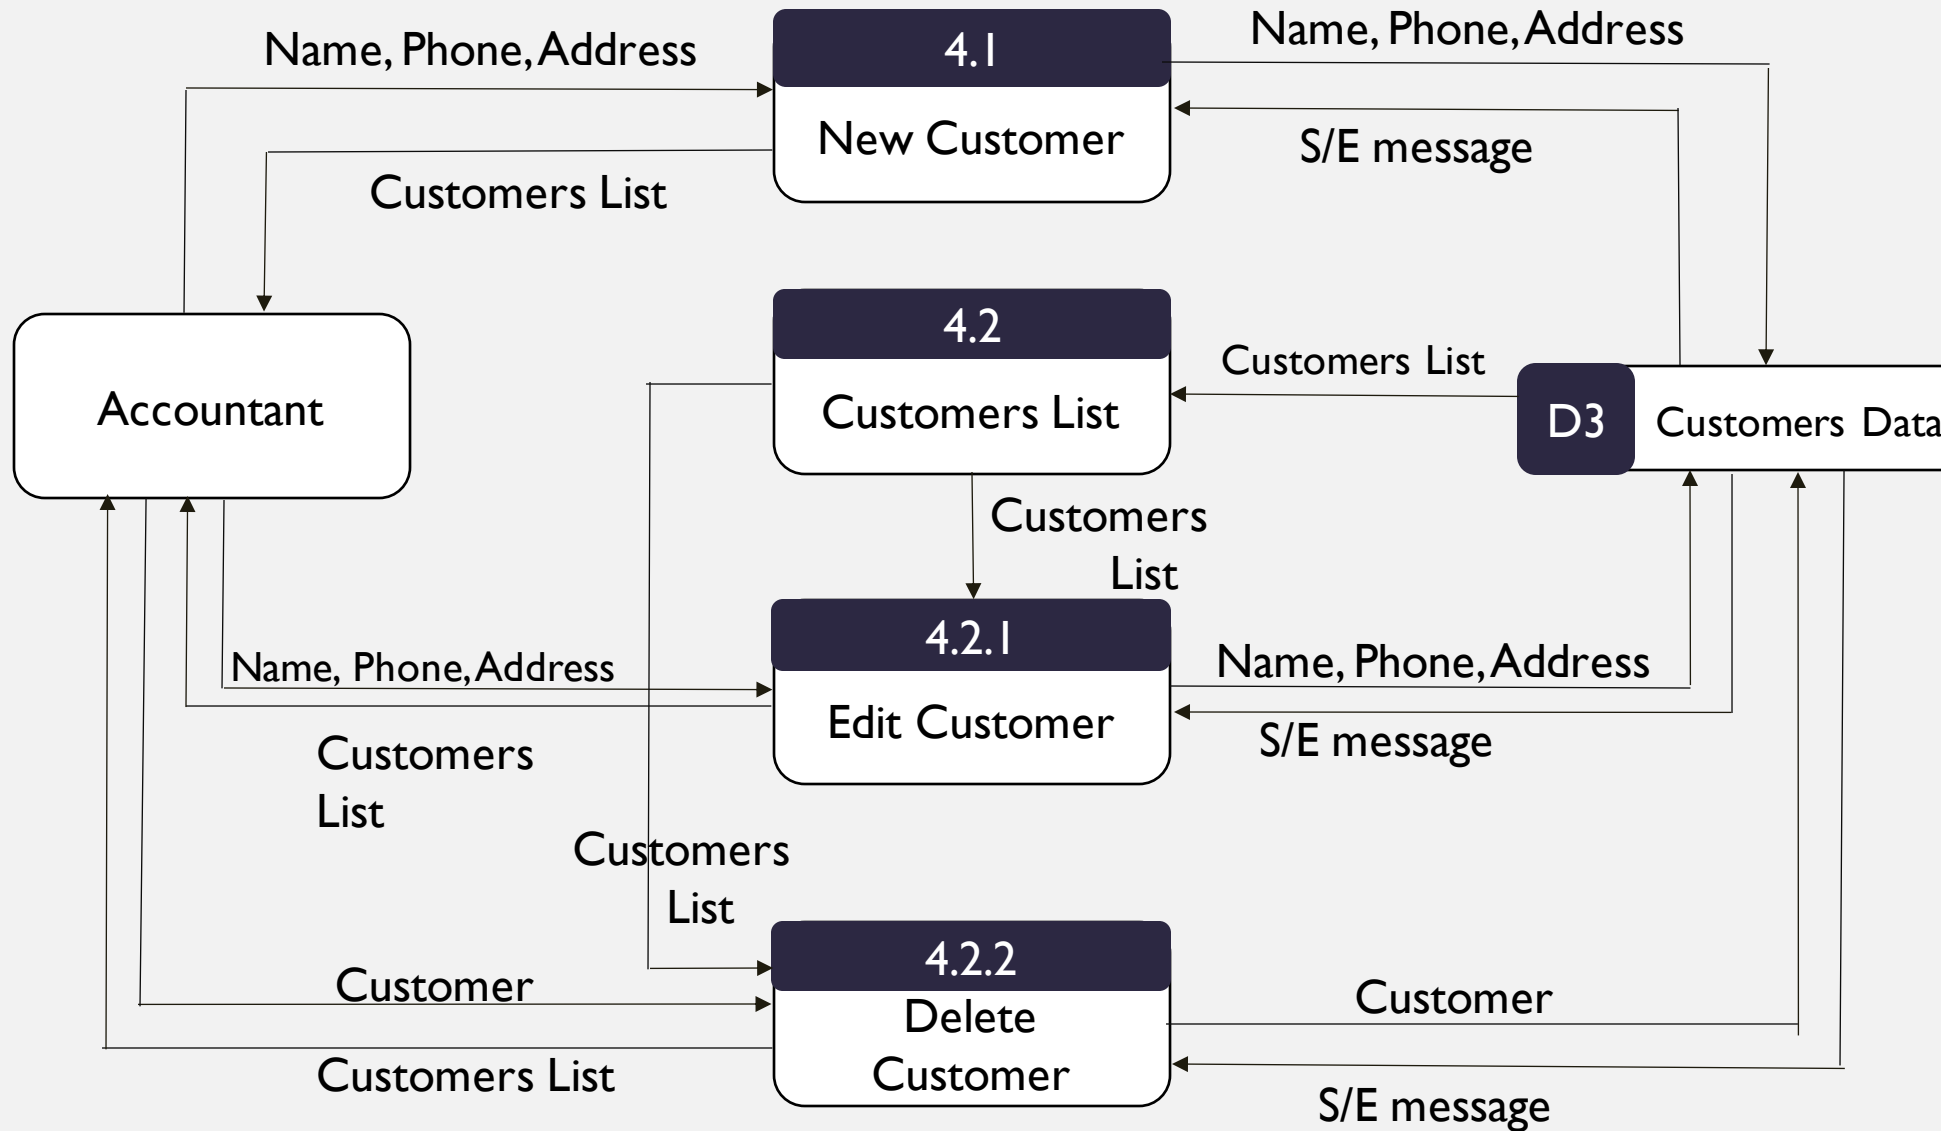 Name, Phone, Address
4.1
Name, Phone, Address
New Customer
S/E message
Customers List
4.2
Customers List
Customers List
Accountant
D3
Customers Data
Customers
List
4.2.1
Name, Phone, Address
Name, Phone, Address
Edit Customer
S/E message
Customers
List
Customers
List
4.2.2
Customer
Delete
Customer
Customer
Customers List
S/E message